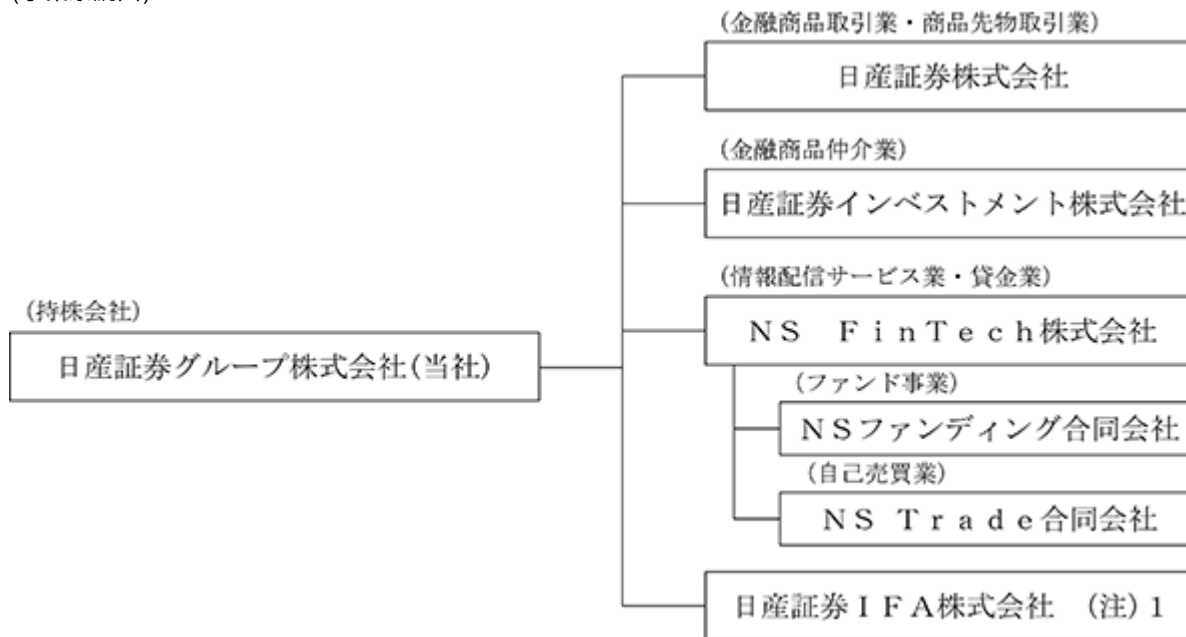 (金融商品取引業・商品先物取引業)
日産証券株式会社
(金融商品仲介業)
日産証券インベストメント株式会社
(情報配信サービス業・貸金業)
ＮＳ　ＦｉｎＴｅｃｈ株式会社
(持株会社)
日産証券グループ株式会社(当社)
(ファンド事業)
ＮＳファンディング合同会社
(自己売買業)
ＮＳ Ｔｒａｄｅ合同会社
日産証券ＩＦＡ株式会社　(注)１